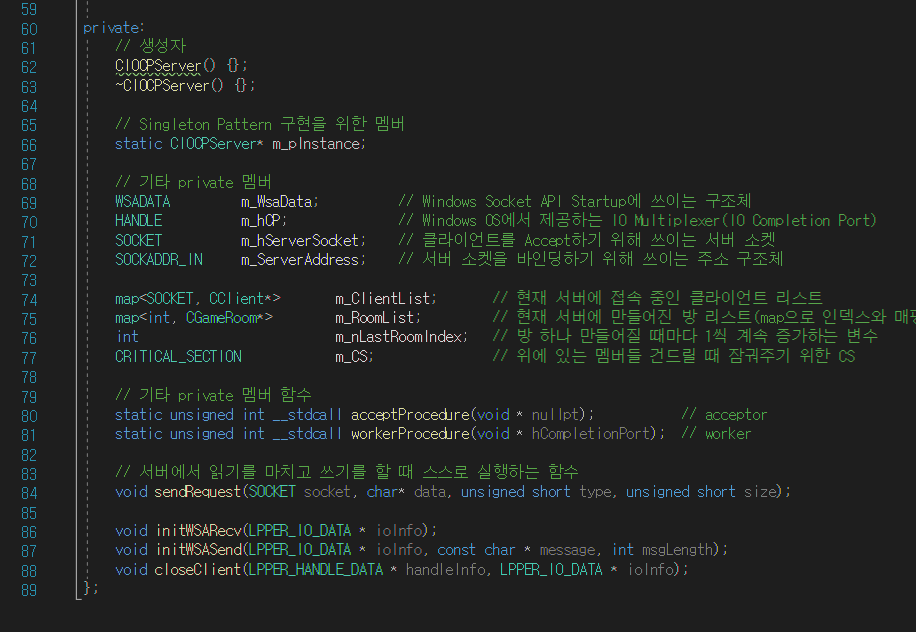 59
60 private:
61 // 생성자
62 CIOCPServer() {};
63 ~CIOCPServer() {};
64
65 // Singleton Pattern 구현을 위한 멤버
66 static CIOCPServer* m_pInstance;
67
68 // 기타 private 멤버
69 WSADATA m_WsaData; // Windows Socket API Startup에 쓰이는 구조체
70 HANDLE m_hCP; // Windows OS에서 제공하는 IO Multiplexer(IO Completion Port)
71 SOCKET m_hServerSocket; // 클라이언트를 Accept하기 위해 쓰이는 서버 소켓
72 SOCKADDR_IN m_ServerAddress; // 서버 소켓을 바인딩하기 위해 쓰이는 주소 구조체
73
74 map<SOCKET, CClient*> m_ClientList; // 현재 서버에 접속 중인 클라이언트 리스트
75 map<int, CGameRoom*> m_RoomList; // 현재 서버에 만들어진 방 리스트(map으로 인덱스와 매핑
76 int m_nLastRoomIndex; // 방 하나 만들어질 때마다 1씩 계속 증가하는 변수
77 CRITICAL_SECTION m_CS; // 위에 있는 멤버들 건드릴 때 잠궈주기 위한 CS
78
79 // 기타 private 멤버 함수
80 static unsigned int __stdcall acceptProcedure(void * nullpt); // acceptor
81 static unsigned int __stdcall workerProcedure(void * hCompletionPort); // worker
82
83 // 서버에서 읽기를 마치고 쓰기를 할 때 스스로 실행하는 함수
84 void sendRequest(SOCKET socket, char* data, unsigned short type, unsigned short size);
85
86 void initWSARecv(LPPER_IO_DATA * ioInfo);
87 void initWSASend(LPPER_IO_DATA * ioInfo, const char * message, int msgLength);
88 void closeClient(LPPER_HANDLE_DATA * handleInfo, LPPER_IO_DATA * ioInfo);
89 };